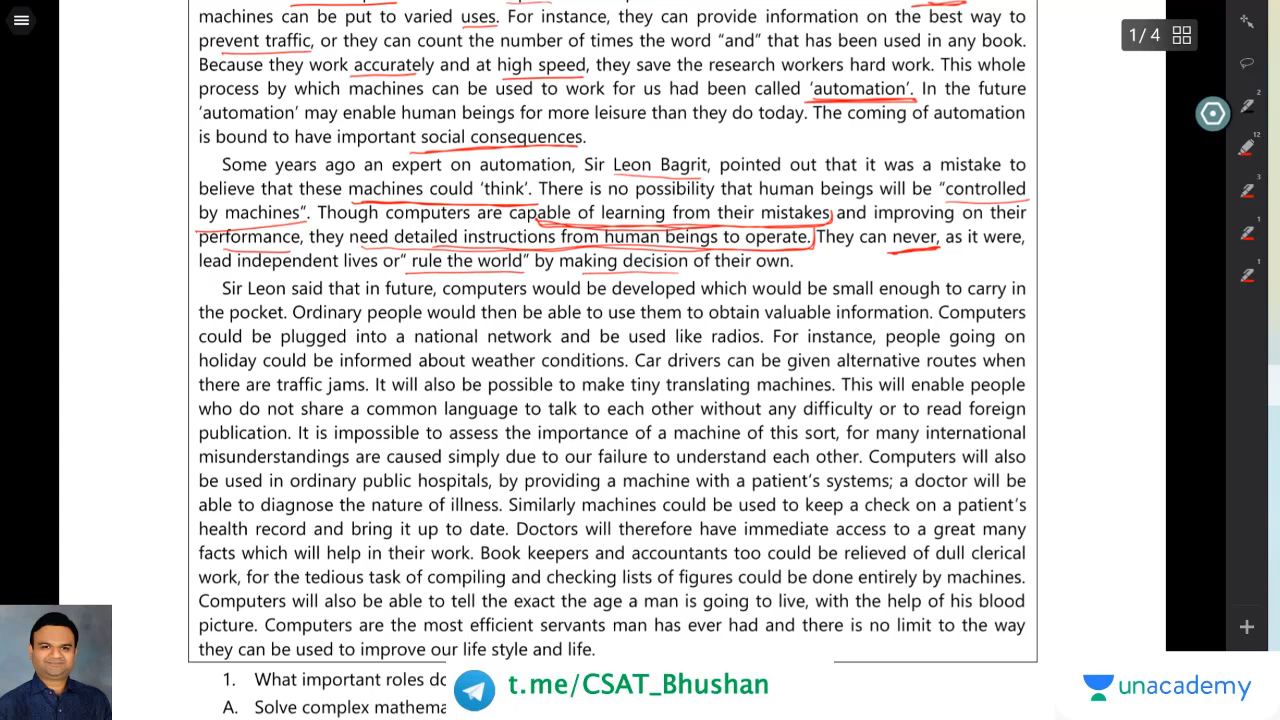 machines can be put to varied uses. For instance, they can provide information on the best way to
prevent traffic, or they can count the number of times the word “and” that has been used in any book.
Because they work accurately and at high speed, they save the research workers hard work. This whole
process by which machines can be used to work for us had been called ‘automation’. In the future
‘automation’ may enable human beings for more leisure than they do today. The coming of automation
is bound to have important social consequences.
Some years ago an expert on automation, Sir Leon Bagrit, pointed out that it was a mistake to
believe that these machines could ‘think’. There is no possibility that human beings will be “controlled
by machines”. Though computers are capable of learning from their mistakes and improving on their
performance, they need detailed instructions from human beings to operate. They can never, as it were,
lead independent lives or“ rule the world” by making decision of their own.
Sir Leon said that in future, computers would be developed which would be small enough to carry in
the pocket. Ordinary people would then be able to use them to obtain valuable information. Computers
could be plugged into a national network and be used like radios. For instance, people going on
holiday could be informed about weather conditions. Car drivers can be given alternative routes when
there are traffic jams. It will also be possible to make tiny translating machines. This will enable people
who do not share a common language to talk to each other without any difficulty or to read foreign
publication. It is impossible to assess the importance of a machine of this sort, for many international
misunderstandings are caused simply due to our failure to understand each other. Computers will also
be used in ordinary public hospitals, by providing a machine with a patient’s systems; a doctor will be
able to diagnose the nature of illness. Similarly machines could be used to keep a check on a patient’s
health record and bring it up to date. Doctors will therefore have immediate access to a great many
facts which will help in their work. Book keepers and accountants too could be relieved of dull clerical
work, for the tedious task of compiling and checking lists of figures could be done entirely by machines.
Computers will also be able to tell the exact the age a man is going to live, with the help of his blood
picture. Computers are the most efficient servants man has ever had and there is no limit to the way
they can be used to improve our life style and life.
1. What important roles do
A. Solve complex mathema
t.me/CSAT_Bhushan
unacademy
1/4
2
12
3
1
1
1